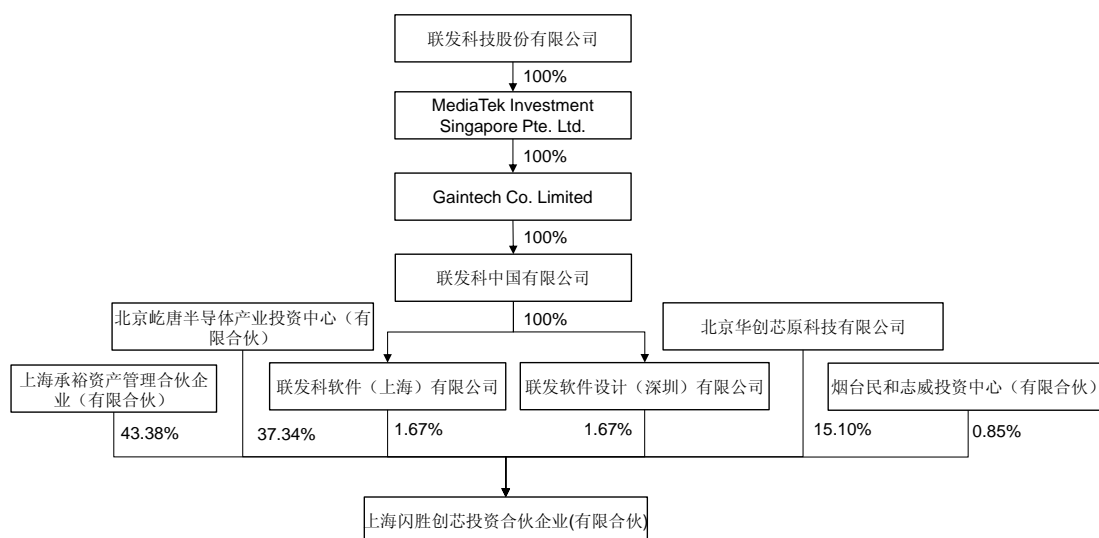 联发科技股份有限公司
100%
MediaTek Investment
Singapore Pte. Ltd.
100%
Gaintech Co. Limited
100%
联发科中国有限公司
100%
北京屹唐半导体产业投资中心（有
限合伙）
北京华创芯原科技有限公司
上海承裕资产管理合伙企
业（有限合伙）
联发科软件（上海）有限公司
联发软件设计（深圳）有限公司
烟台民和志威投资中心（有限合伙）
43.38%
37.34%
1.67%
1.67%
15.10%
0.85%
上海闪胜创芯投资合伙企业(有限合伙)